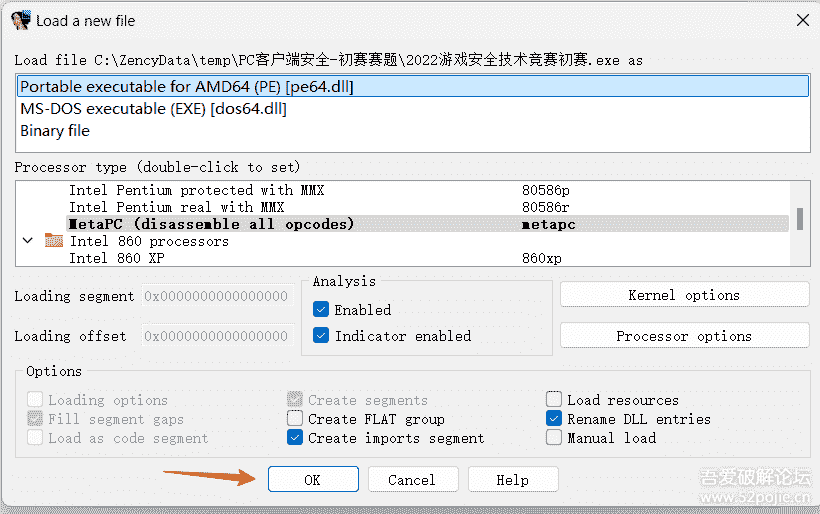 Load a new file
Load file C:\ZencyData\temp\PC客户端安全-初赛赛题\2022游戏安全技术竞赛初赛.exe as
Portable executable for AMD64 (PE) [pe64.dll]
MS-DOS executable (EXE) [dos64.dll]
Binary file
Processor type (double-click to set)
Intel Pentium protected with MMX 80586p
Intel Pentium real with MMX 80586r
MetaPC (disassemble all opcodes) metapc
Intel 860 processors
Intel 860 XP 860xp
Loading segment 0x0000000000000000
Loading offset 0x0000000000000000
Analysis
Enabled
Indicator enabled
Kernel options
Processor options
Options
Loading options
Fill segment gaps
Load as code segment
Create segments
Create FLAT group
Create imports segment
Load resources
Rename DLL entries
Manual load
OK Cancel Help
吾爱破解论坛
www.52pojie.cn